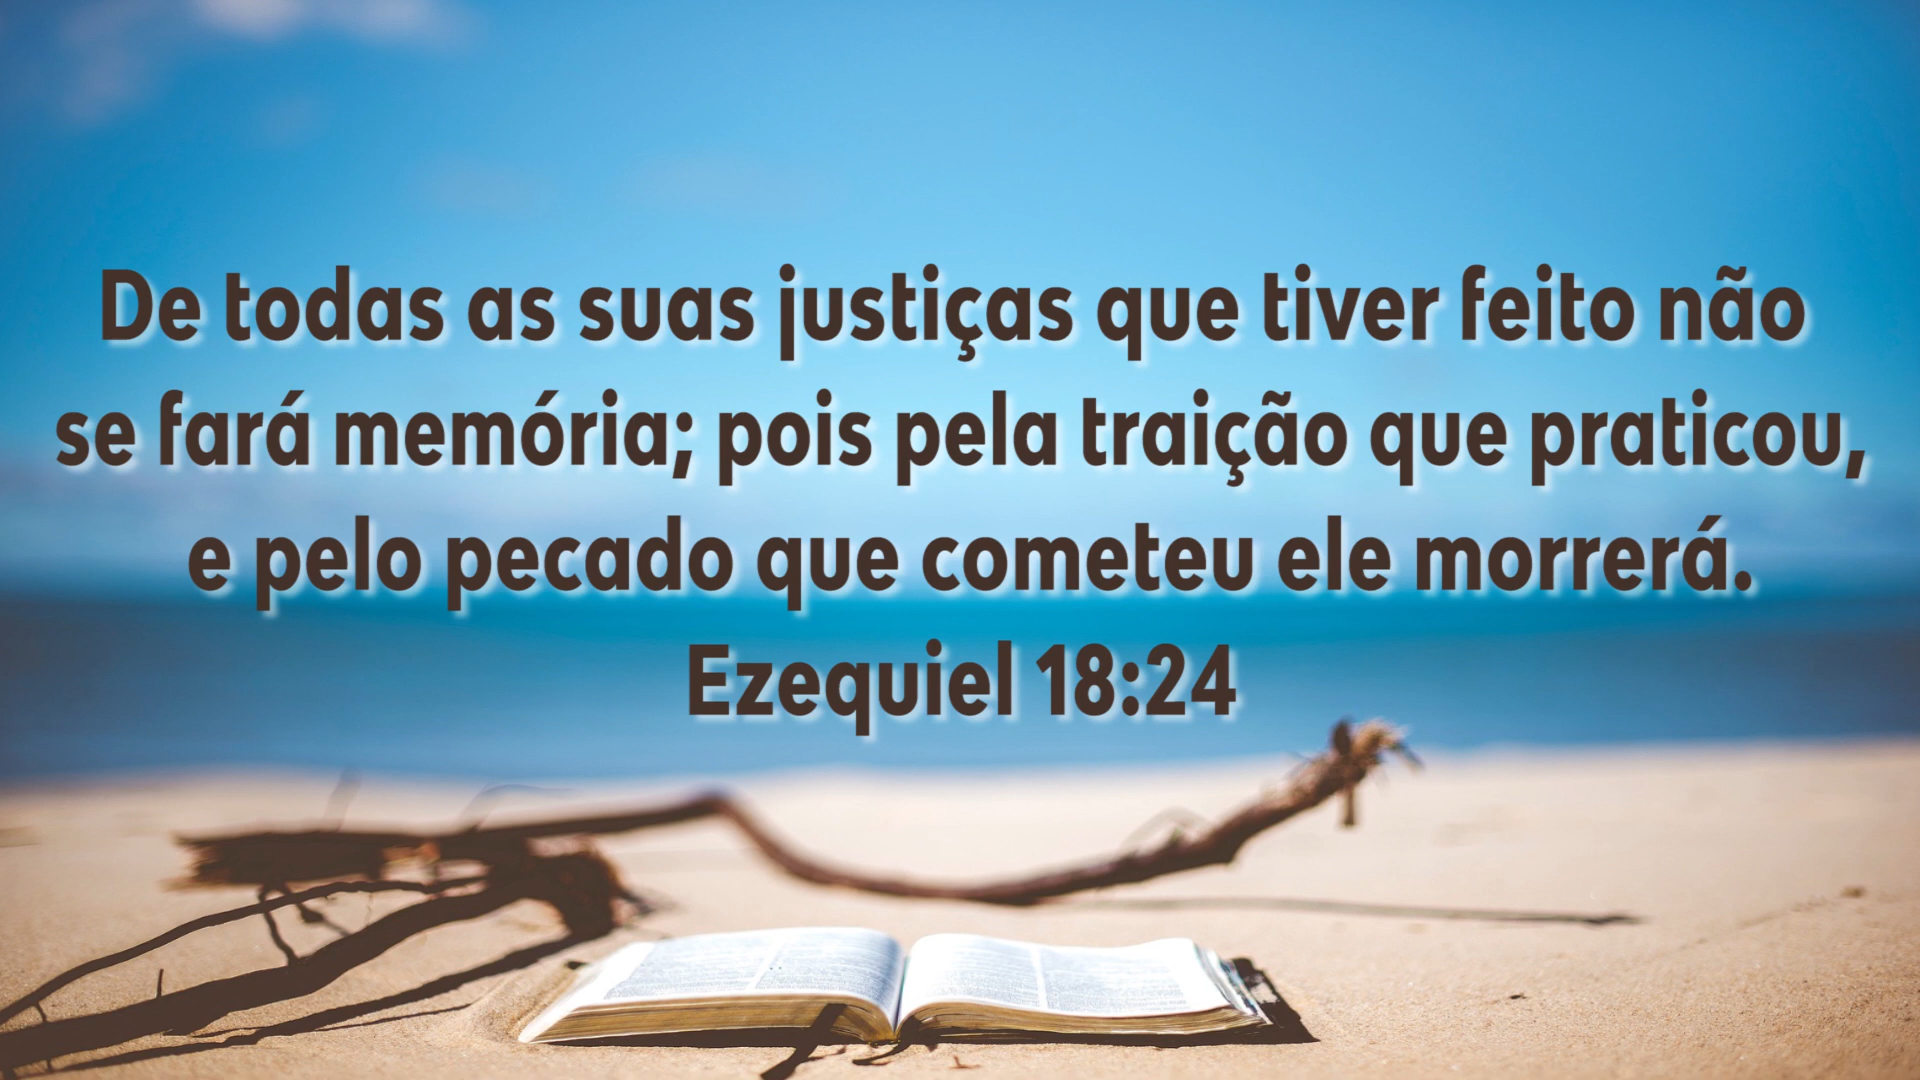 De todas as suas justiças que tiver feito não
se fará memória; pois pela traição que praticou,
e pelo pecado que cometeu ele morrerá.
Ezequiel 18:24